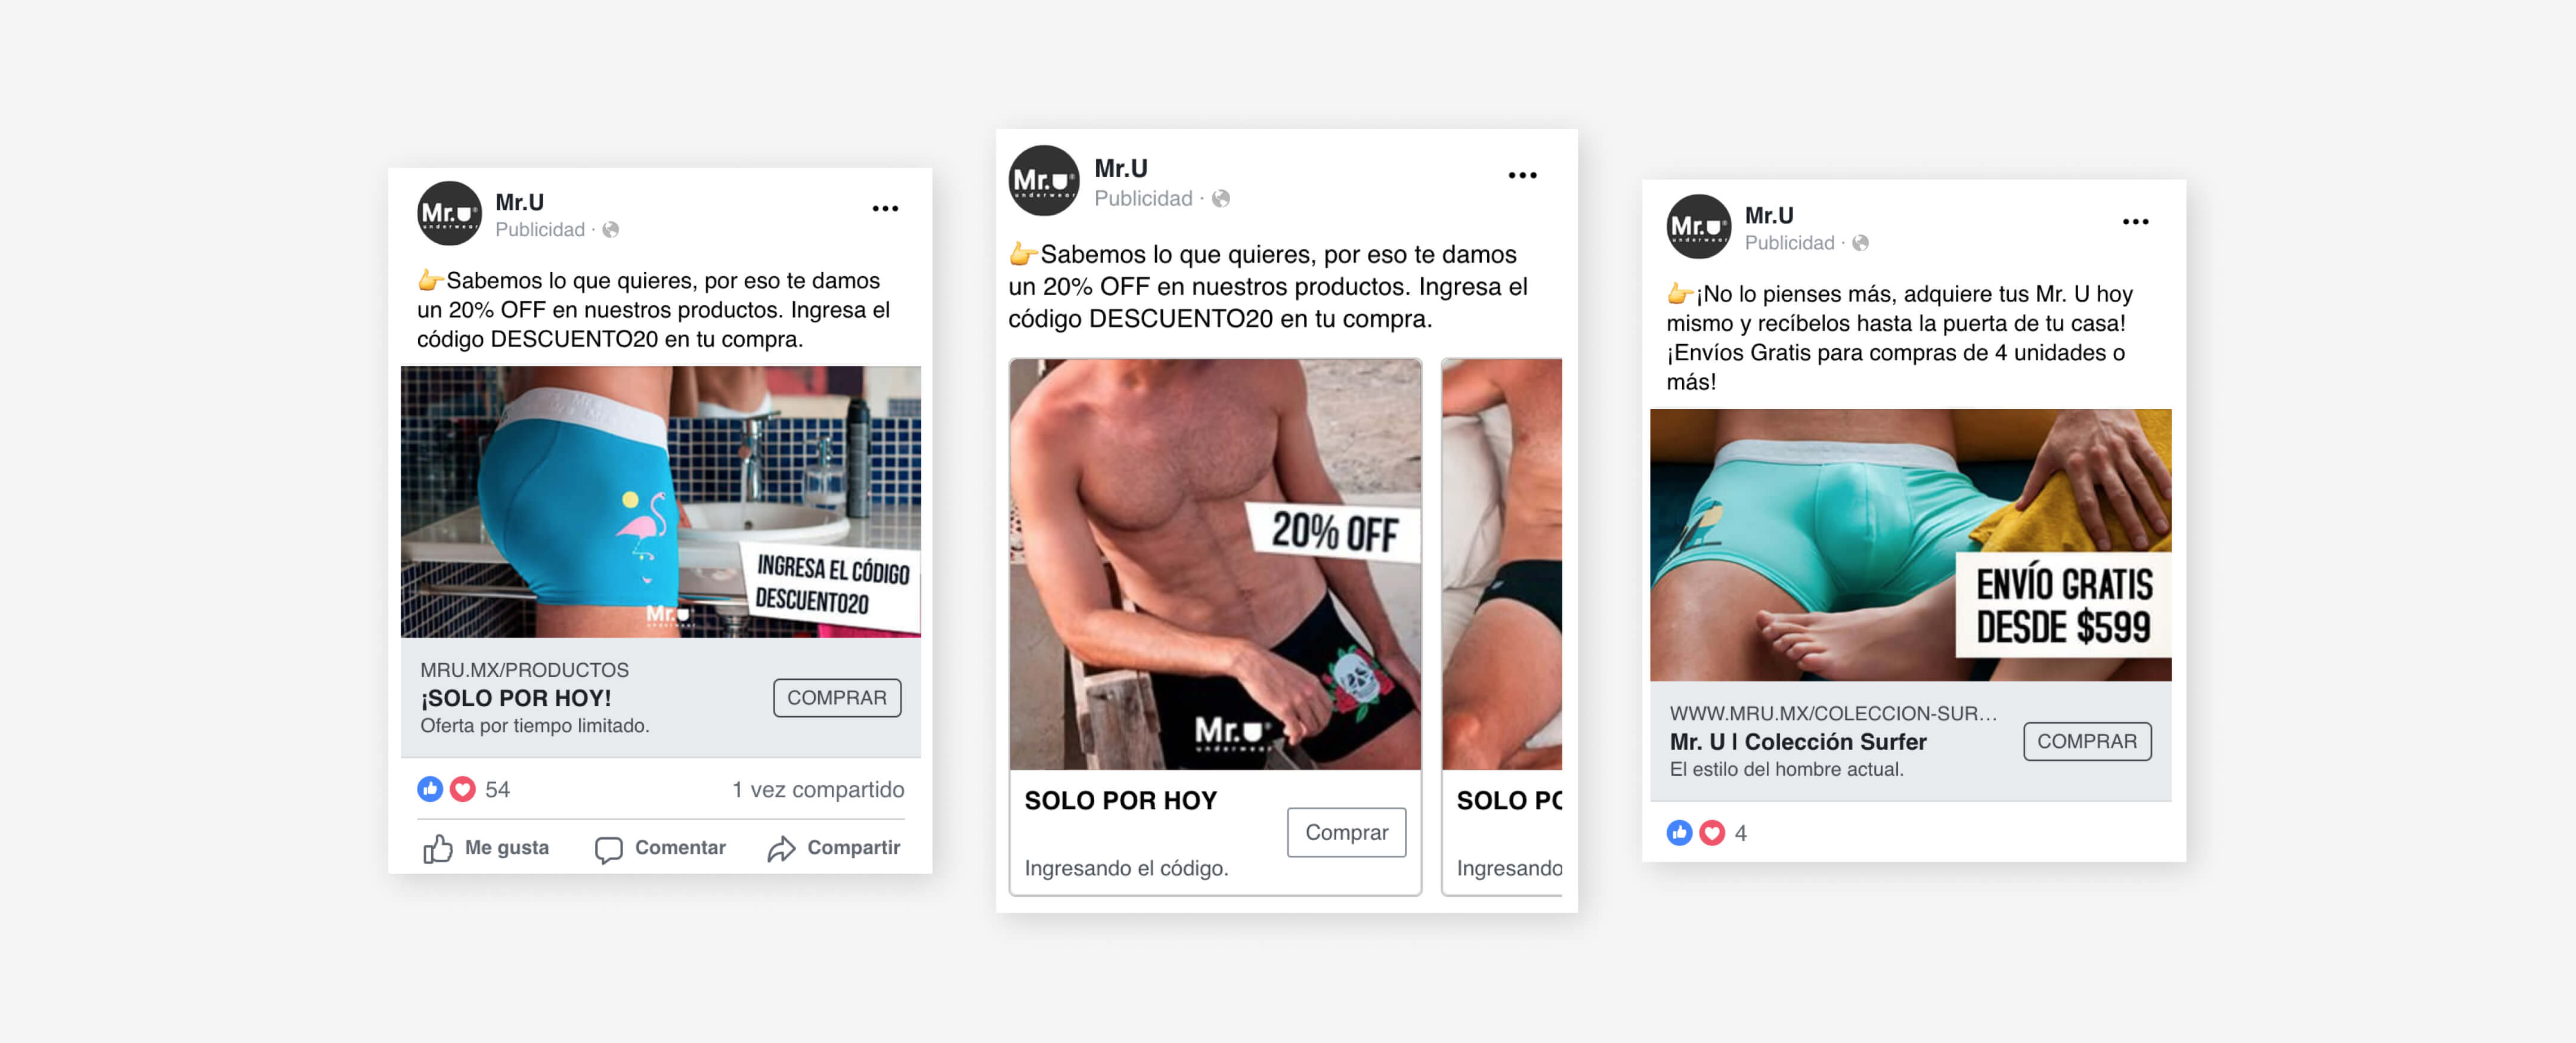 Mr.U
underwear
Mr.U
Publicidad ·
👉Sabemos lo que quieres, por eso te damos
un 20% OFF en nuestros productos. Ingresa el
código DESCUENTO20 en tu compra.
INGRESA EL CÓDIGO
DESCUENTO20
Mr.U
MRU.MX/PRODUCTOS
¡SOLO POR HOY!
Oferta por tiempo limitado.
COMPRAR
54
1 vez compartido
Me gusta
Comentar
Compartir
Mr.U
underwear
Mr.U
Publicidad ·
👉Sabemos lo que quieres, por eso te damos
un 20% OFF en nuestros productos. Ingresa el
código DESCUENTO20 en tu compra.
20% OFF
Mr.U
underwear
SOLO POR HOY
Comprar
Ingresando el código.
SOLO PO
Ingresando
Mr.U
underwear
Mr.U
Publicidad ·
👉¡No lo pienses más, adquiere tus Mr. U hoy
mismo y recíbelos hasta la puerta de tu casa!
¡Envíos Gratis para compras de 4 unidades o
más!
ENVÍO GRATIS
DESDE $599
WWW.MRU.MX/COLECCION-SUR…
Mr. U | Colección Surfer
El estilo del hombre actual.
COMPRAR
4